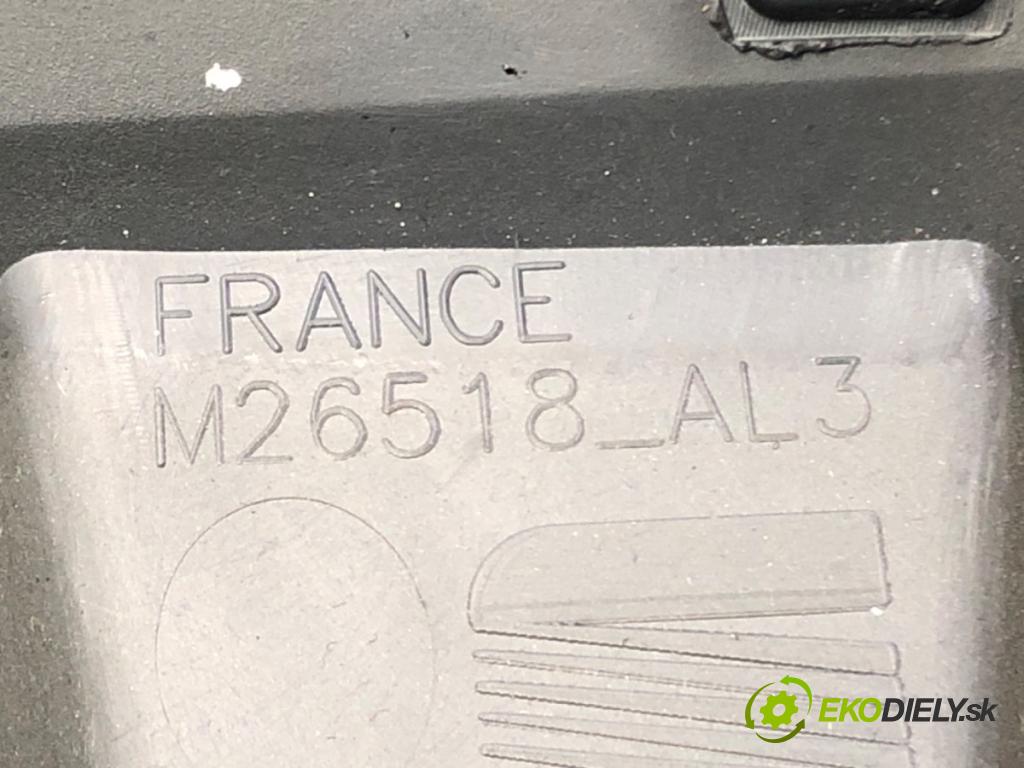 FRANCE
M26518_AL3
EKODIELY.sk